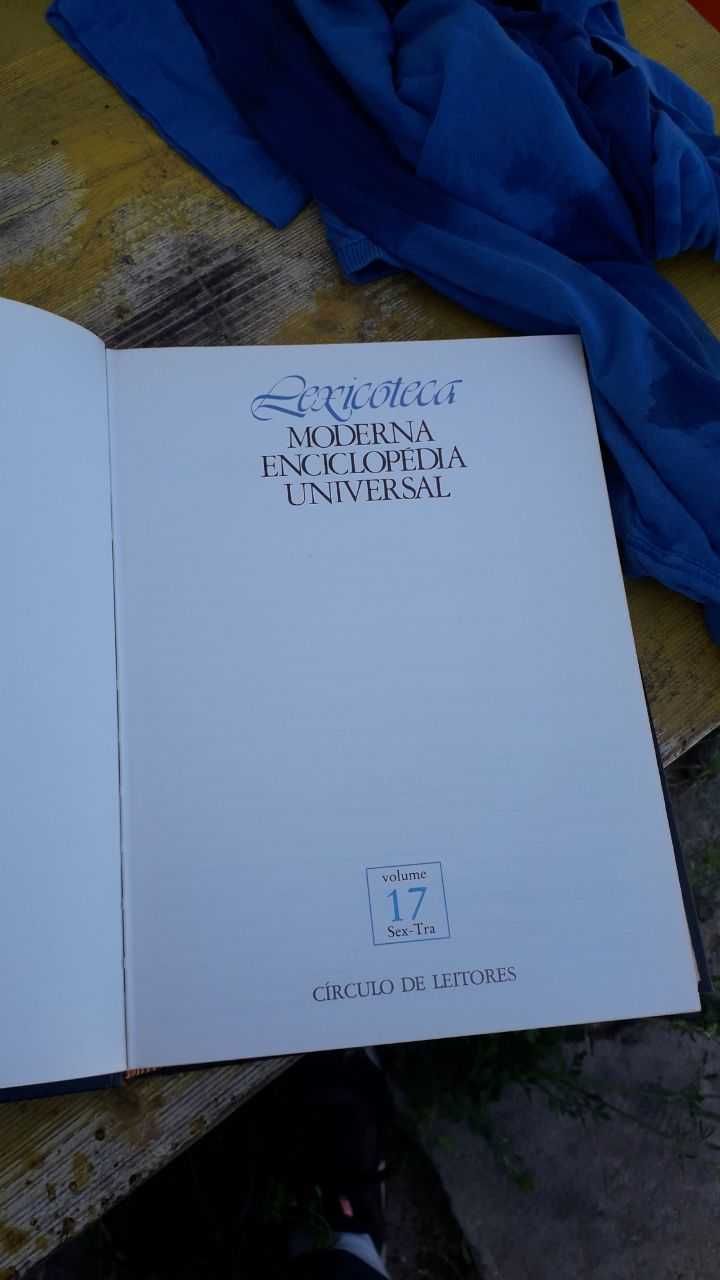 Lexicoteca
MODERNA
ENCICLOPÉDIA
UNIVERSAL
volume
17
Sex-Tra
CÍRCULO DE LEITORES